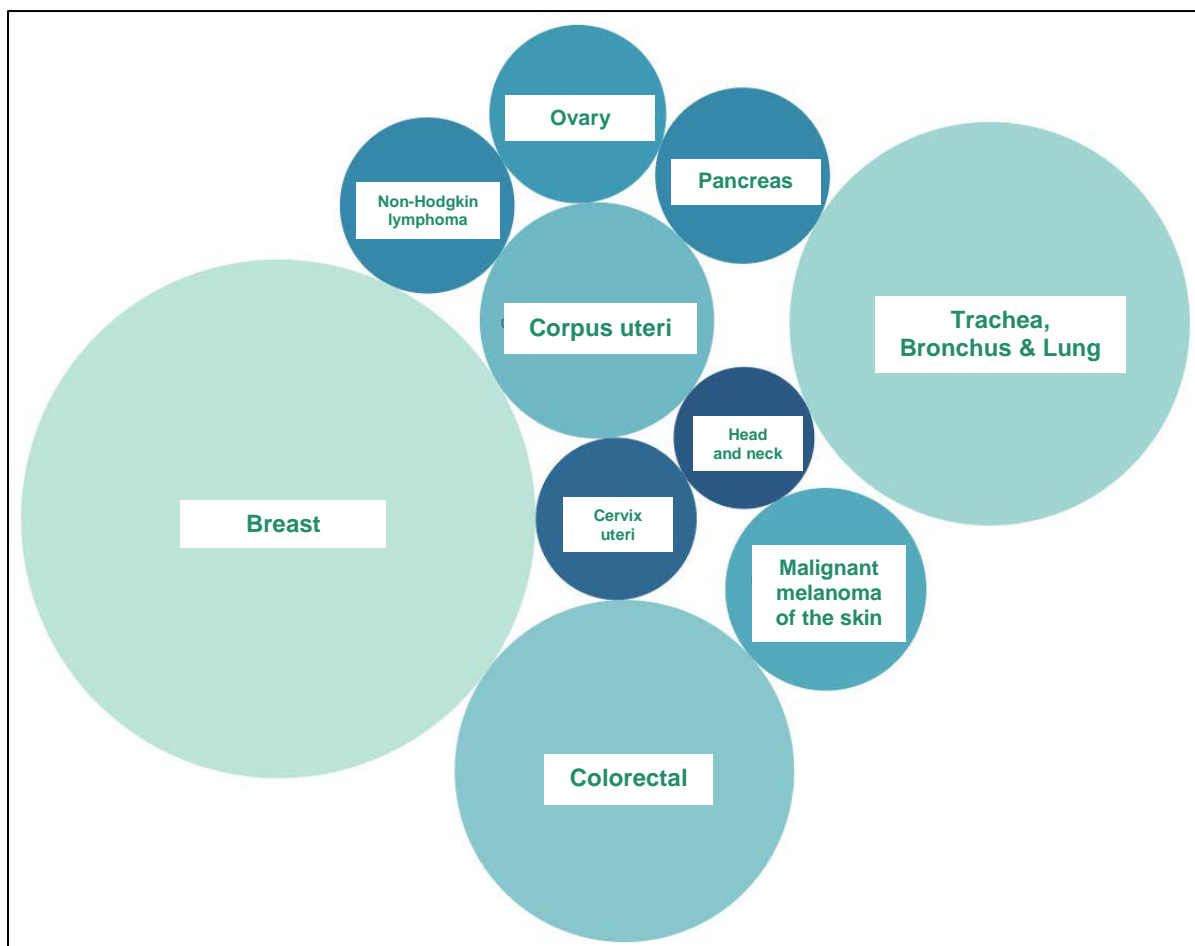 Ovary
Pancreas
Non-Hodgkin
lymphoma
Corpus uteri
Trachea,
Bronchus & Lung
Head
and neck
Breast
Cervix
uteri
Malignant
melanoma
of the skin
Colorectal